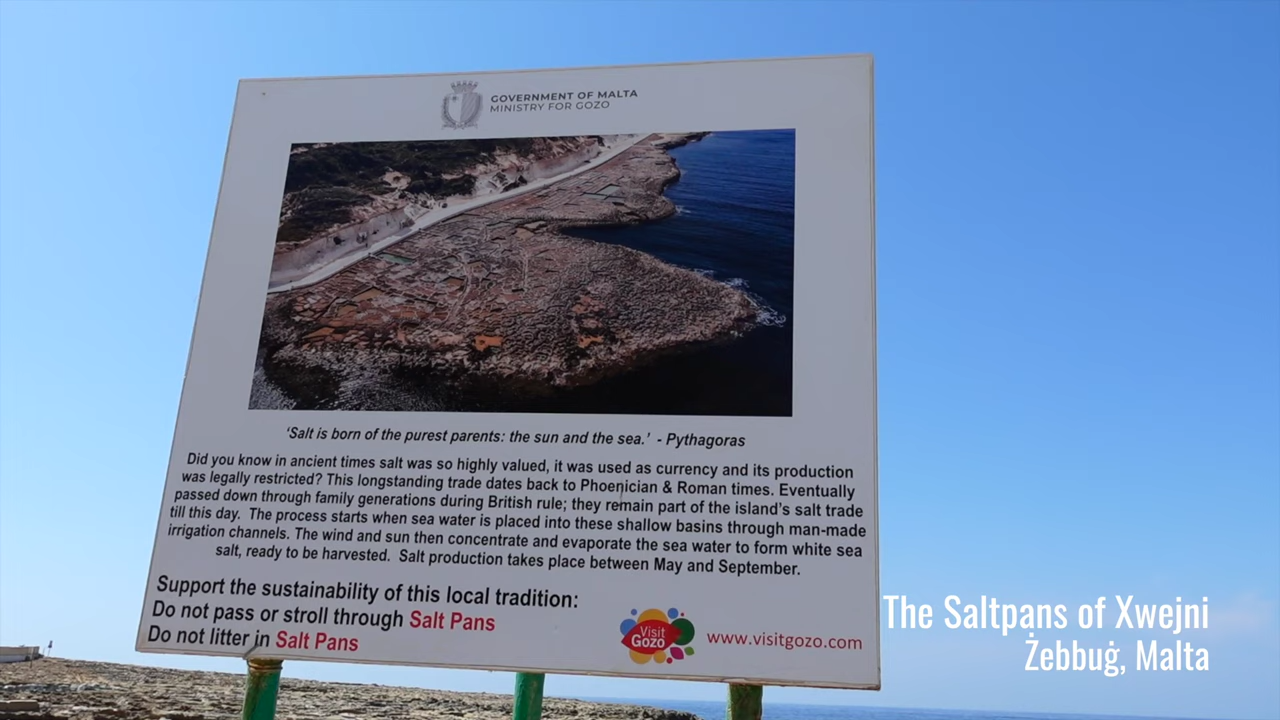 GOVERNMENT OF MALTA
MINISTRY FOR GOZO
‘Salt is born of the purest parents: the sun and the sea.’ - Pythagoras
Did you know in ancient times salt was so highly valued, it was used as currency and its production
was legally restricted? This longstanding trade dates back to Phoenician & Roman times. Eventually
passed down through family generations during British rule; they remain part of the island’s salt trade
till this day. The process starts when sea water is placed into these shallow basins through man-made
irrigation channels. The wind and sun then concentrate and evaporate the sea water to form white sea
salt, ready to be harvested. Salt production takes place between May and September.
Support the sustainability of this local tradition:
Do not pass or stroll through Salt Pans
Do not litter in Salt Pans
Visit
Gozo
www.visitgozo.com
The Saltpans of Xwejni
Żebbuġ, Malta